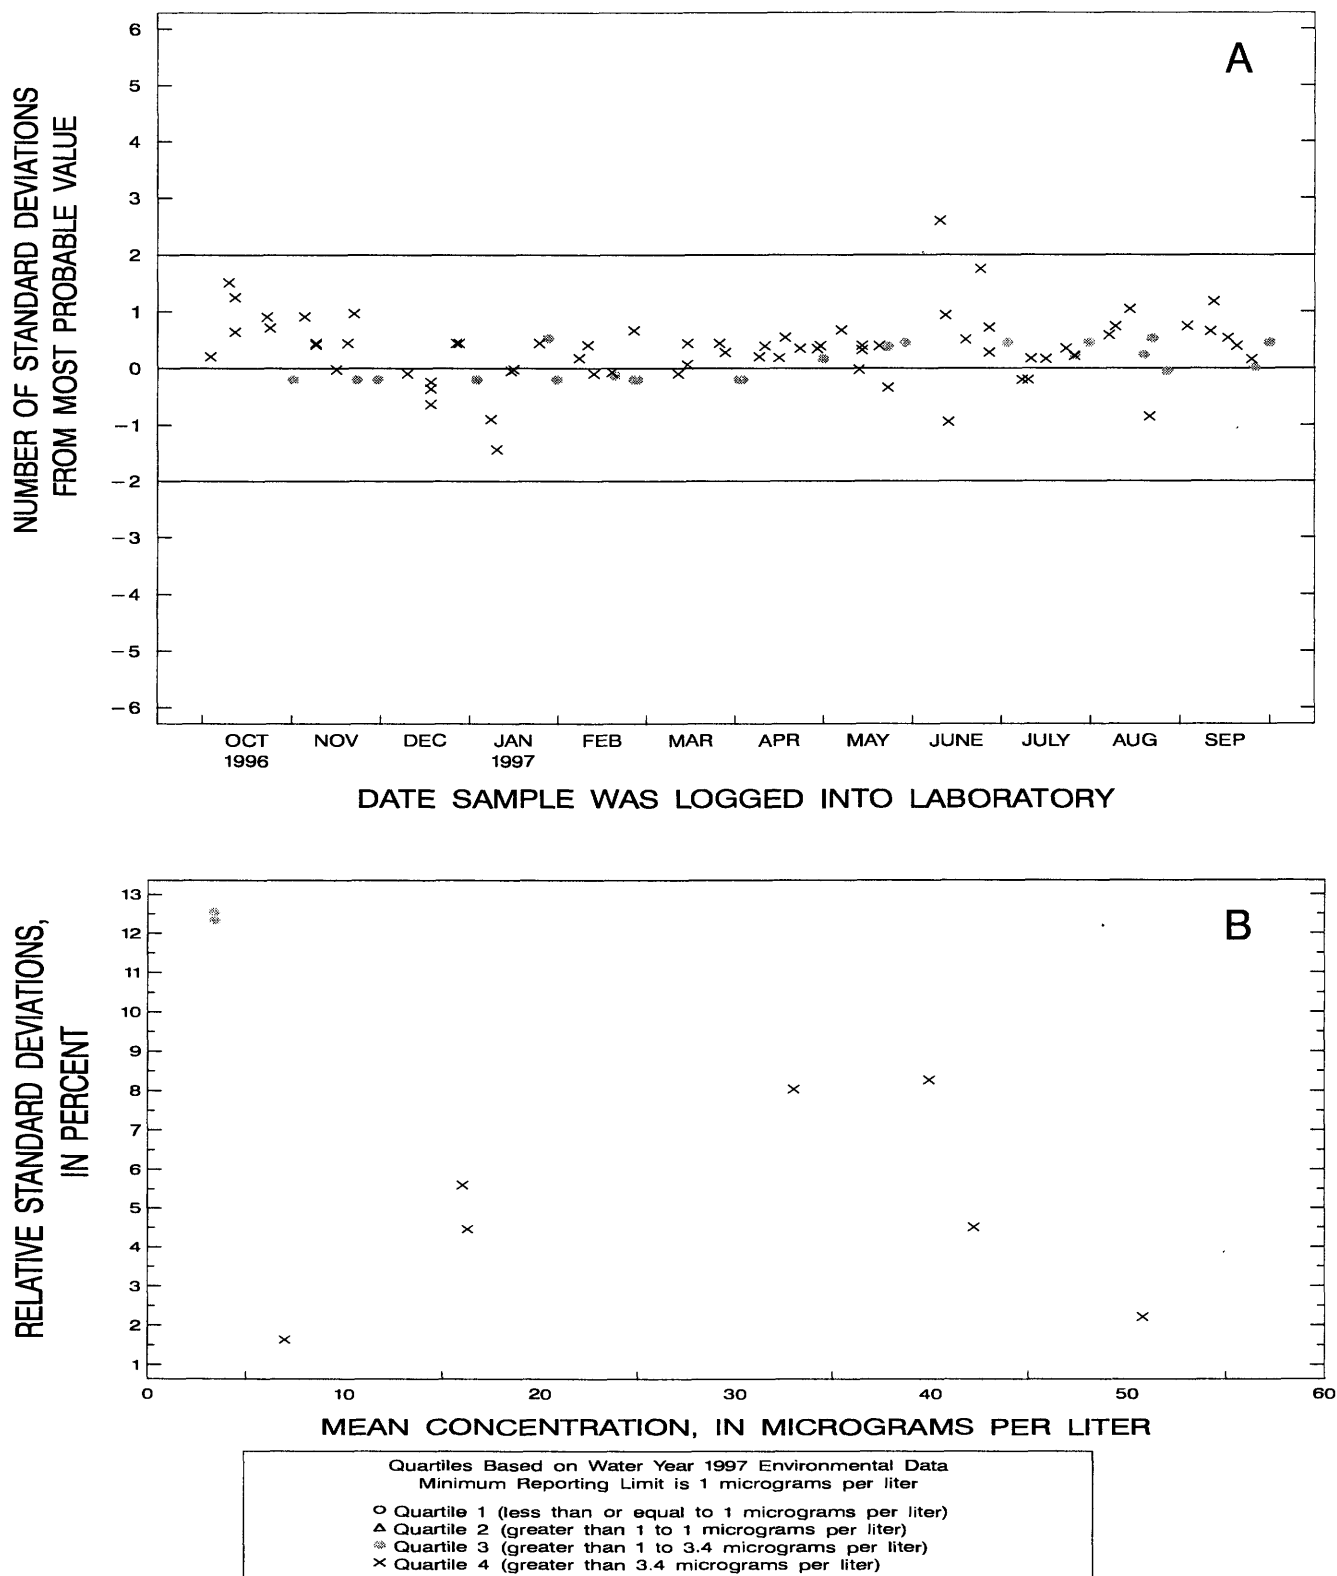 A
NUMBER OF STANDARD DEVIATIONS
FROM MOST PROBABLE VALUE
6
5
4
3
2
1
0
-1
-2
-3
-4
-5
-6
OCT NOV DEC JAN FEB MAR APR MAY JUNE JULY AUG SEP
1996 1997
DATE SAMPLE WAS LOGGED INTO LABORATORY
B
RELATIVE STANDARD DEVIATIONS,
IN PERCENT
13
12
11
10
9
8
7
6
5
4
3
2
1
0 10 20 30 40 50 60
MEAN CONCENTRATION, IN MICROGRAMS PER LITER
Quartiles Based on Water Year 1997 Environmental Data
Minimum Reporting Limit is 1 micrograms per liter
Quartile 1 (less than or equal to 1 micrograms per liter)
Quartile 2 (greater than 1 to 1 micrograms per liter)
Quartile 3 (greater than 1 to 3.4 micrograms per liter)
Quartile 4 (greater than 3.4 micrograms per liter)